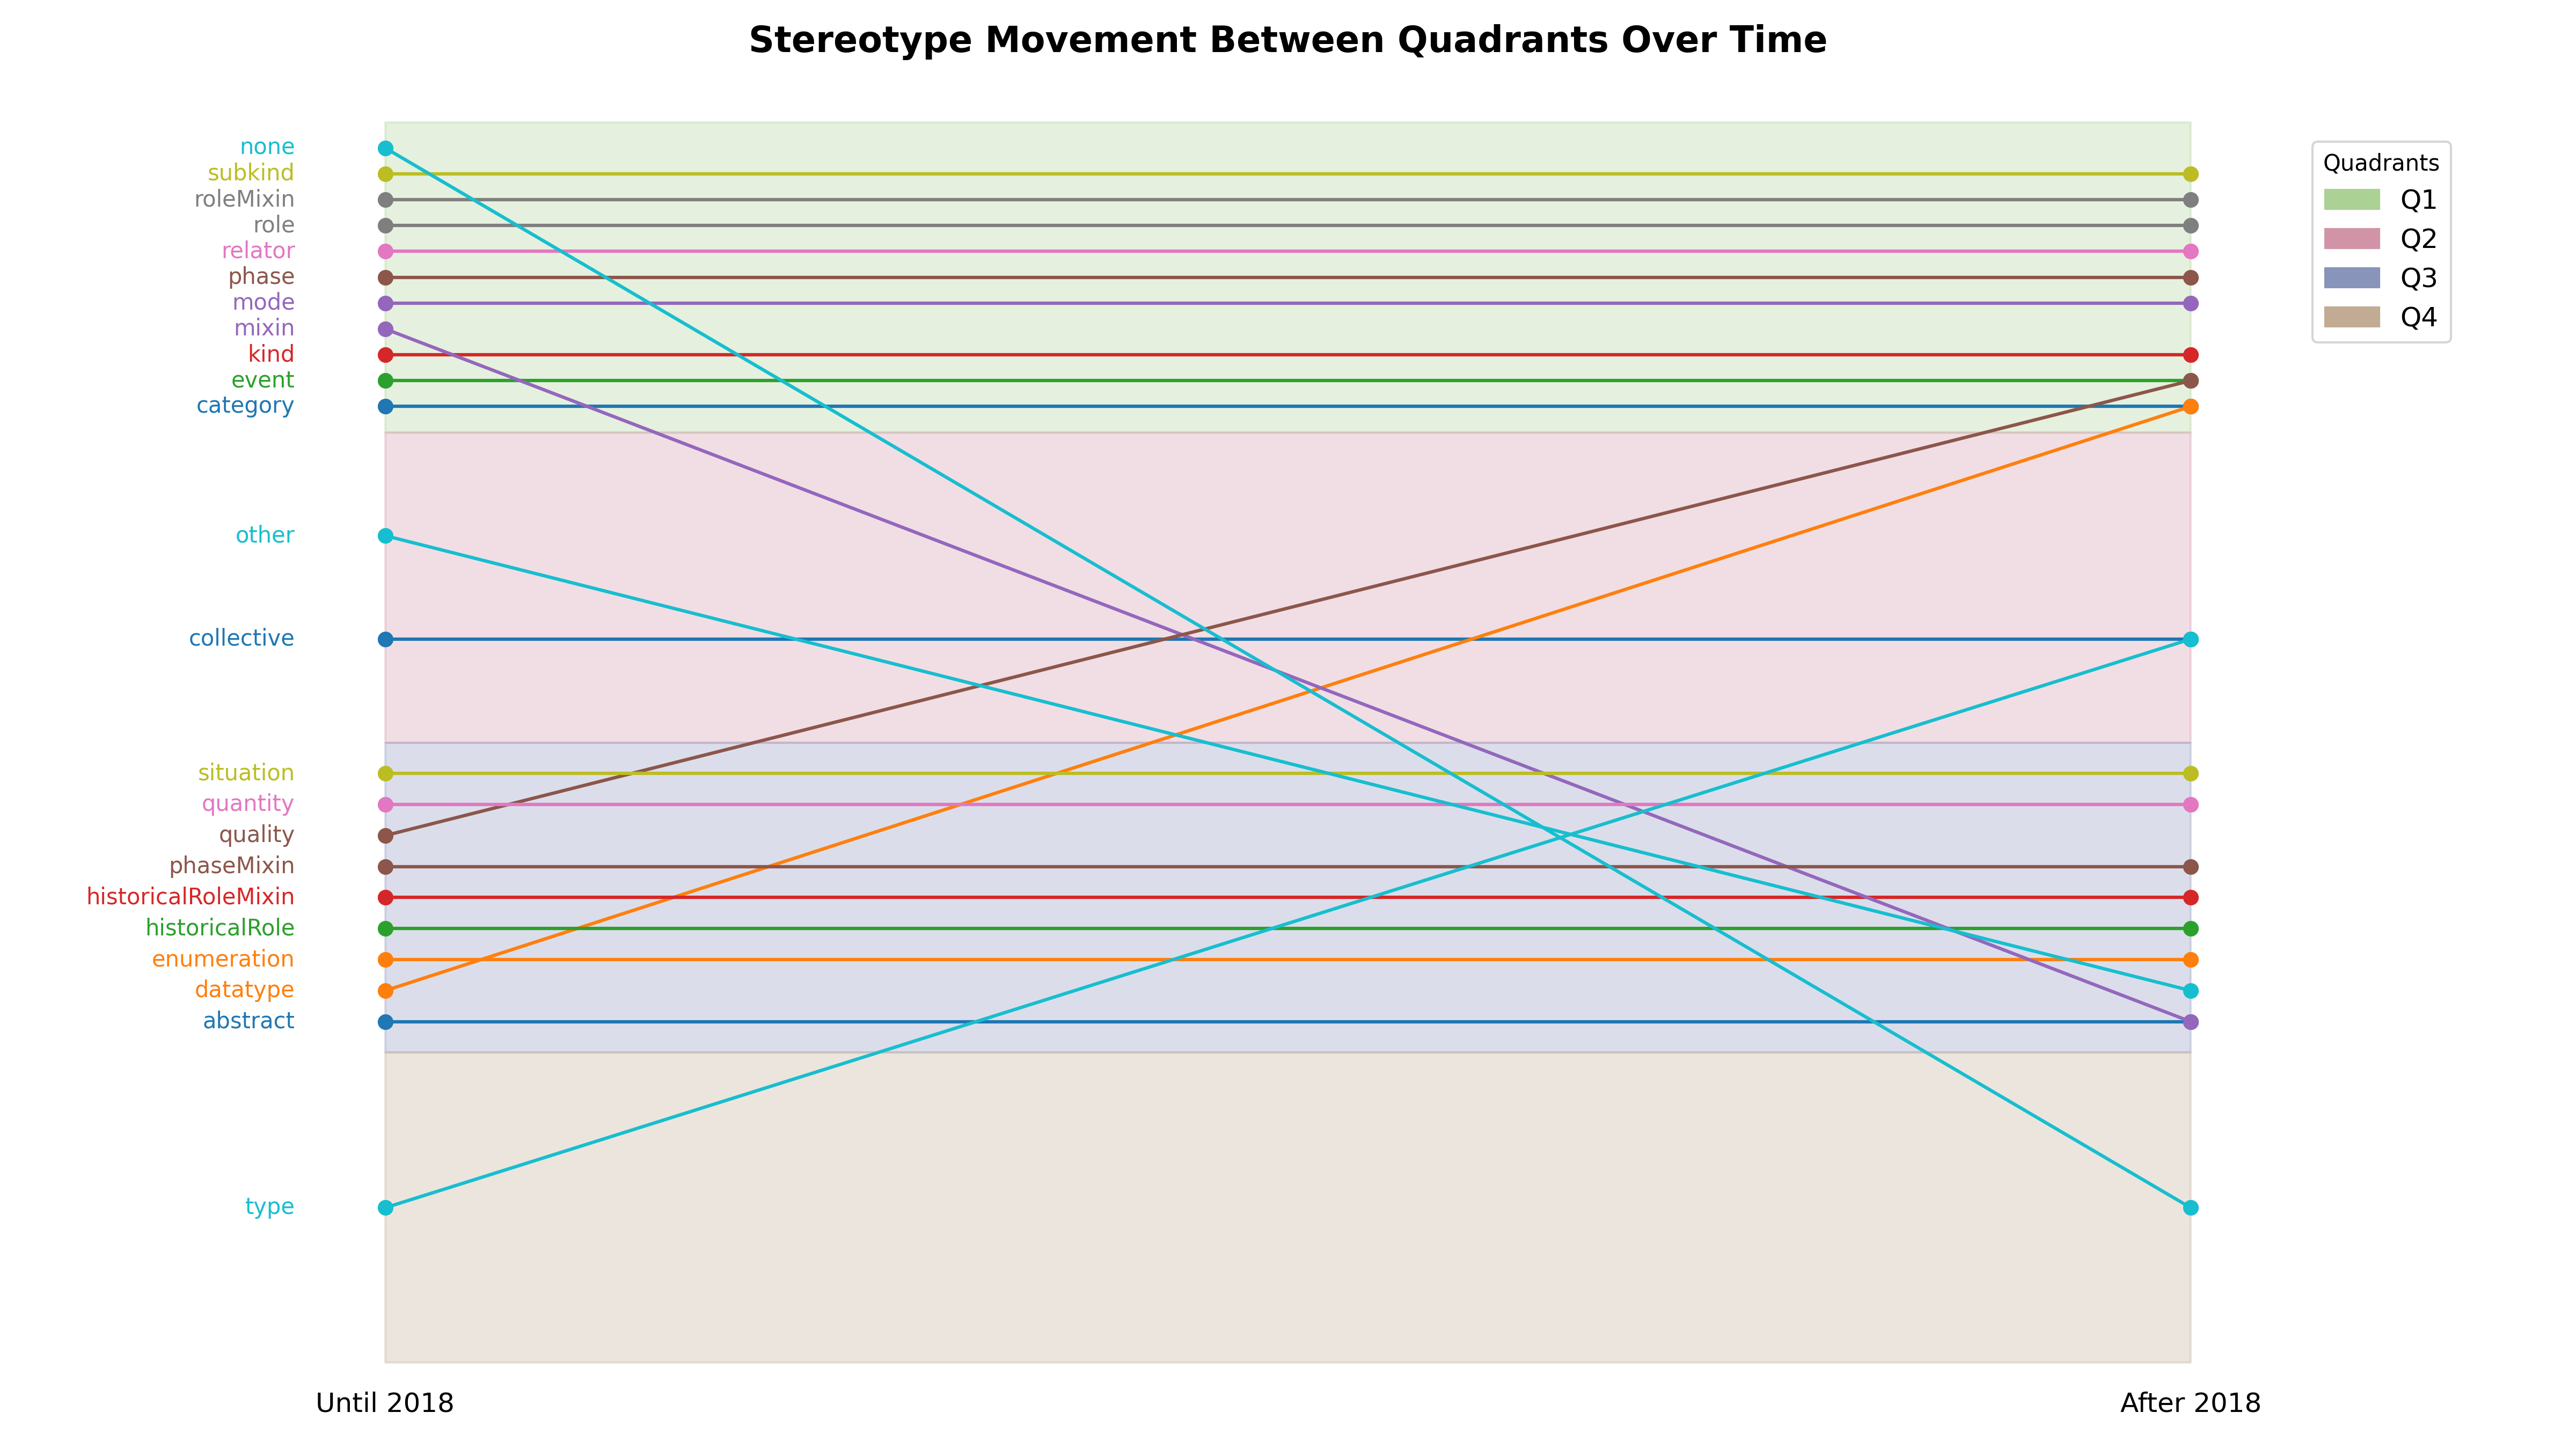 Stereotype Movement Between Quadrants Over Time
none
subkind
roleMixin
role
relator
phase
mode
mixin
kind
event
category
other
collective
situation
quantity
quality
phaseMixin
historicalRoleMixin
historicalRole
enumeration
datatype
abstract
type
Quadrants
Q1
Q2
Q3
Q4
Until 2018
After 2018